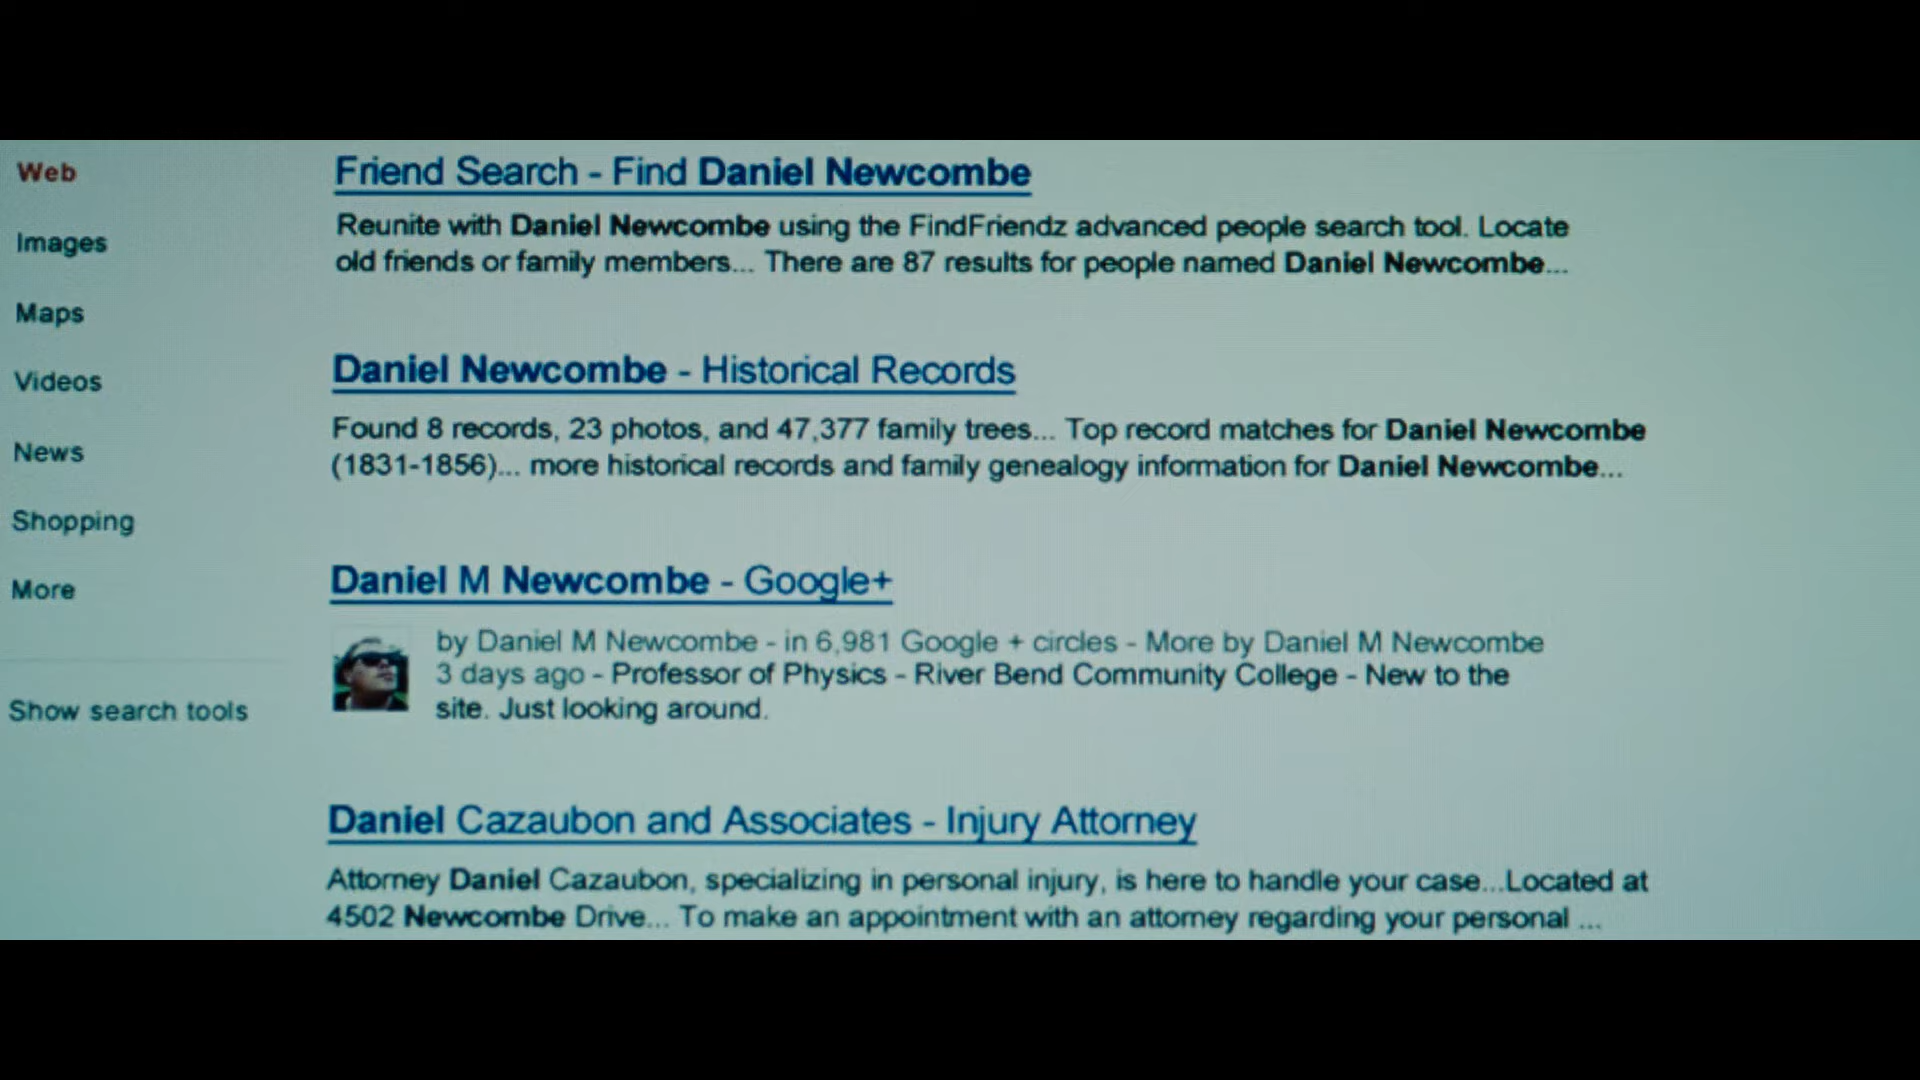 Web
Images
Maps
Videos
News
Shopping
More
Show search tools
Friend Search - Find Daniel Newcombe
Reunite with Daniel Newcombe using the FindFriendz advanced people search tool. Locate
old friends or family members... There are 87 results for people named Daniel Newcombe...
Daniel Newcombe - Historical Records
Found 8 records, 23 photos, and 47,377 family trees... Top record matches for Daniel Newcombe
(1831-1856)... more historical records and family genealogy information for Daniel Newcombe...
Daniel M Newcombe - Google+
by Daniel M Newcombe - in 6,981 Google + circles - More by Daniel M Newcombe
3 days ago - Professor of Physics - River Bend Community College - New to the
site. Just looking around.
Daniel Cazaubon and Associates - Injury Attorney
Attorney Daniel Cazaubon, specializing in personal injury, is here to handle your case...Located at
4502 Newcombe Drive... To make an appointment with an attorney regarding your personal ...